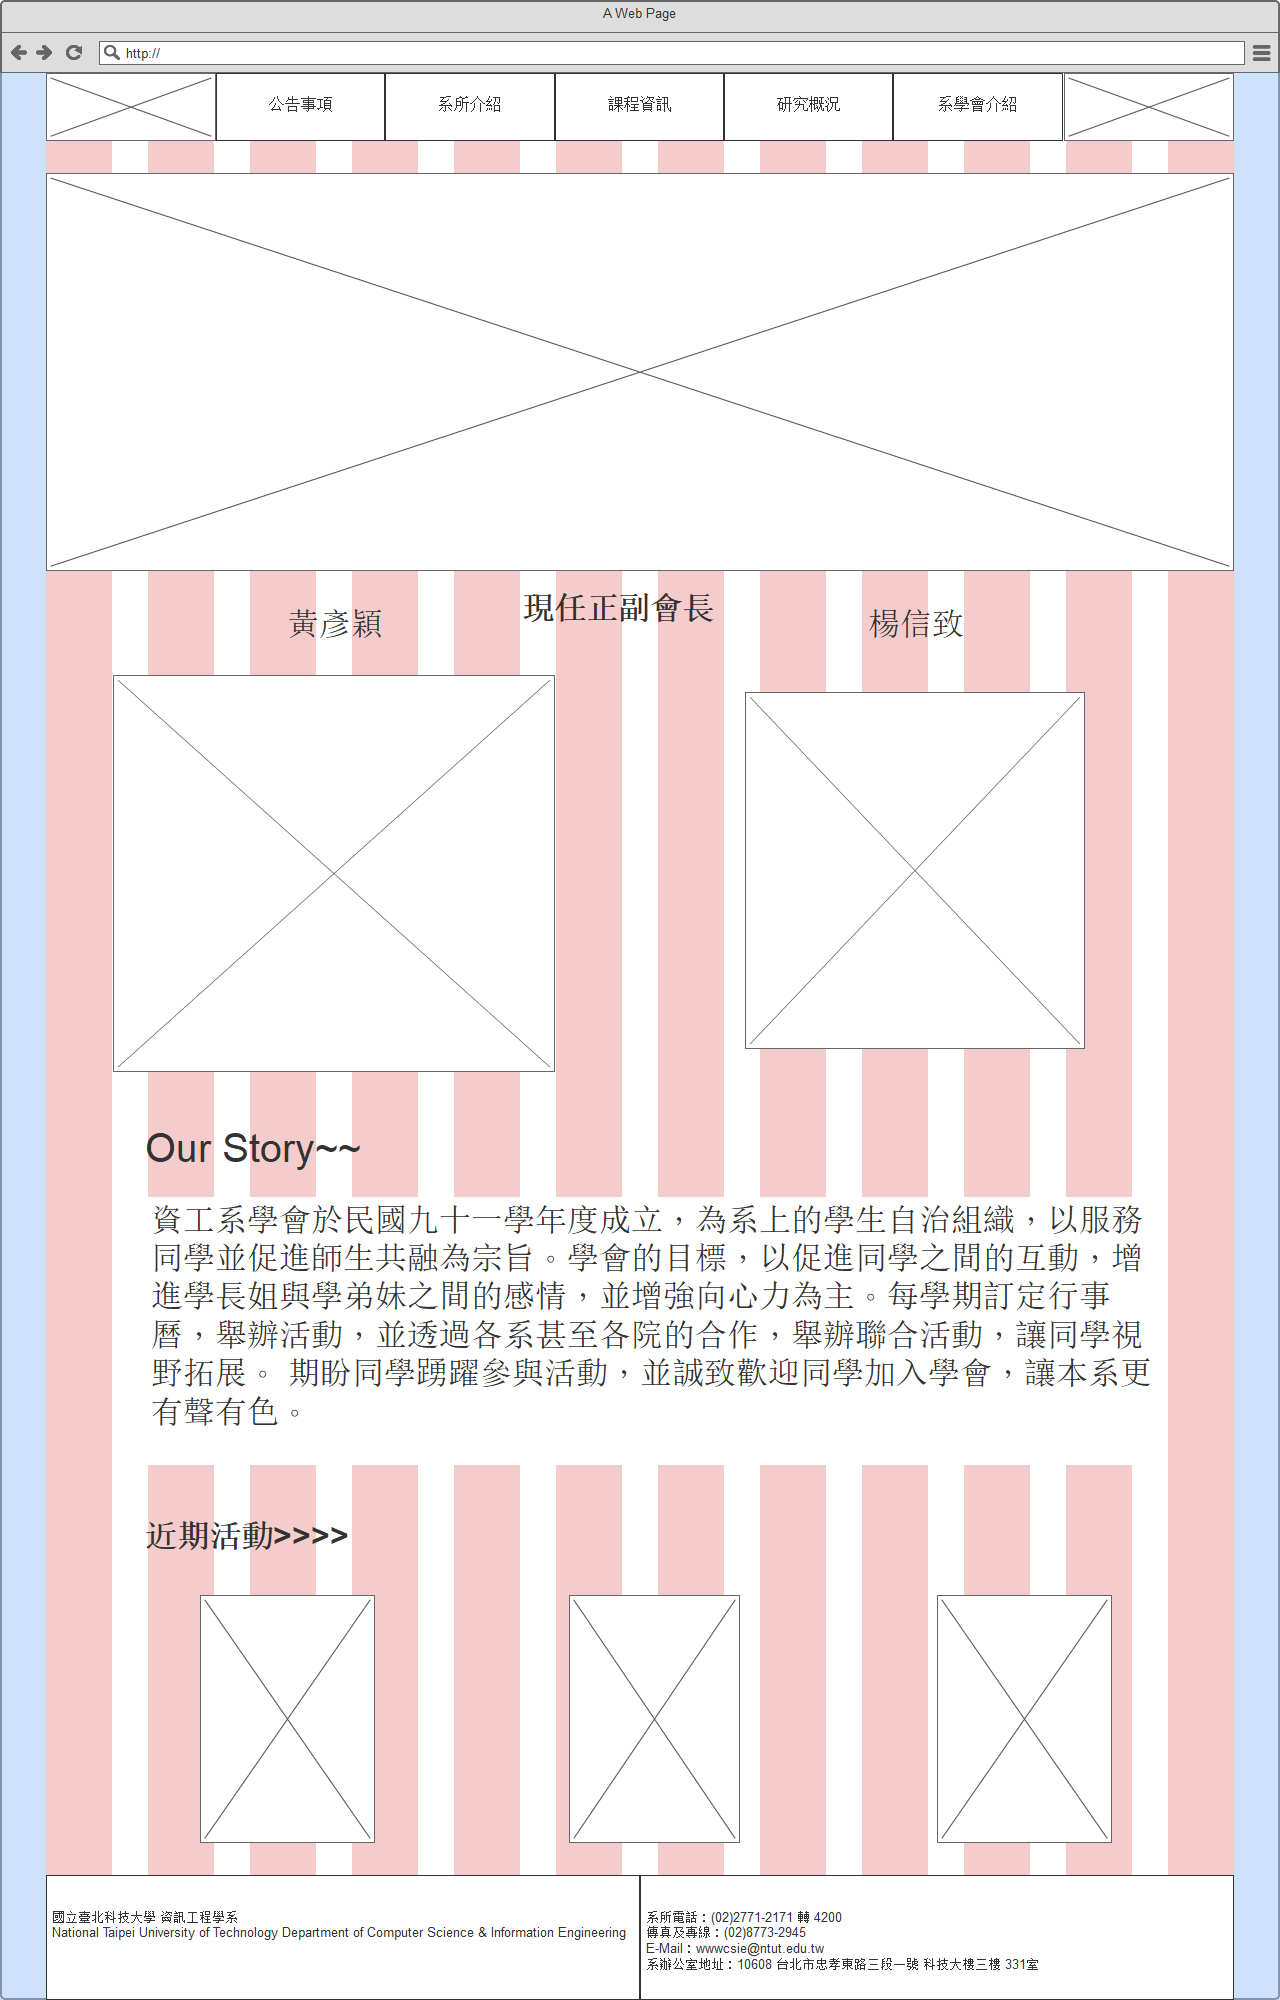 A Web Page
http://
公告事項
系所介紹
課程資訊
研究概況
系學會介紹
現任正副會長
黃彥穎
楊信致
Our Story~~
資工系學會於民國九十一學年度成立，為系上的學生自治組織，以服務
同學並促進師生共融為宗旨。學會的目標，以促進同學之間的互動，增
進學長姐與學弟妹之間的感情，並增強向心力為主。每學期訂定行事
曆，舉辦活動，並透過各系甚至各院的合作，舉辦聯合活動，讓同學視
野拓展。 期盼同學踴躍參與活動，並誠致歡迎同學加入學會，讓本系更
有聲有色。
近期活動>>>>
國立臺北科技大學 資訊工程學系
National Taipei University of Technology Department of Computer Science & Information Engineering
系所電話：(02)2771-2171 轉 4200
傳真及專線：(02)8773-2945
E-Mail：wwwcsie@ntut.edu.tw
系辦公室地址：10608 台北市忠孝東路三段一號 科技大樓三樓 331室